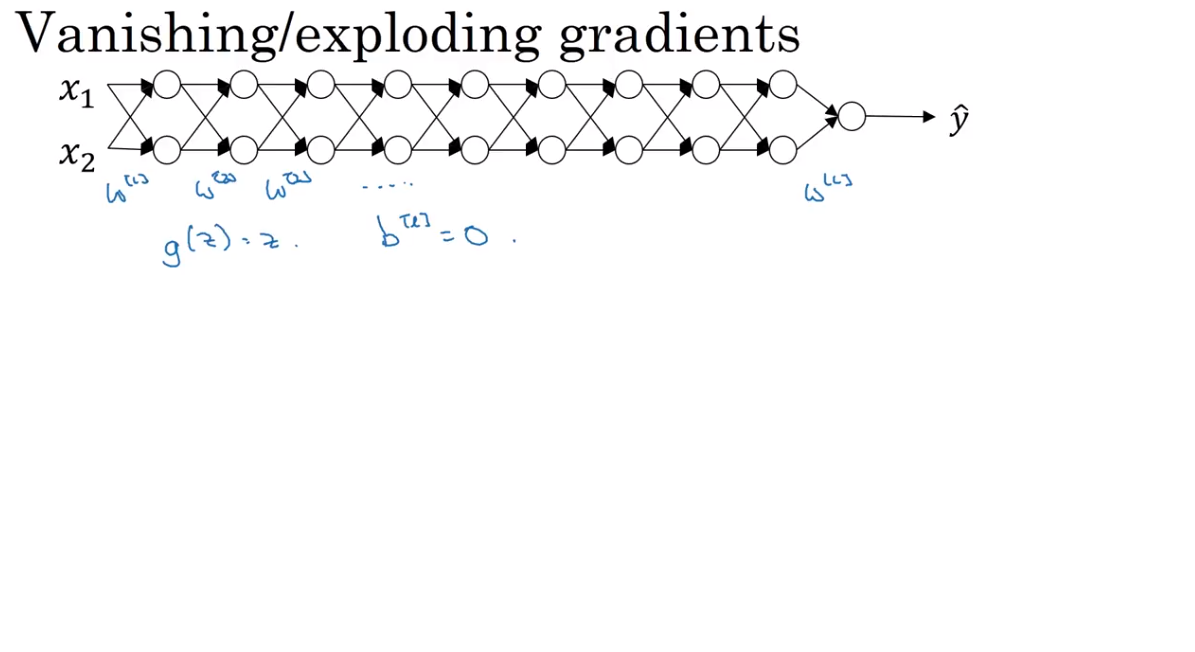 Vanishing/exploding gradients
x₁
x₂
ŷ
w^[1] w^[2] w^[3] ..... w^[L]
g(z) = z. b^[l] = 0.